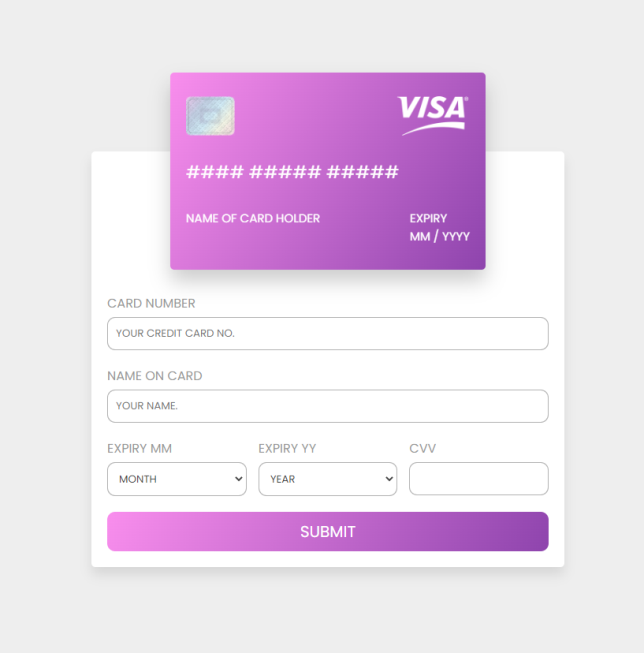 VISA
#### ##### #####
NAME OF CARD HOLDER
EXPIRY
MM / YYYY
CARD NUMBER
YOUR CREDIT CARD NO.
NAME ON CARD
YOUR NAME.
EXPIRY MM
EXPIRY YY
CVV
MONTH
YEAR
SUBMIT